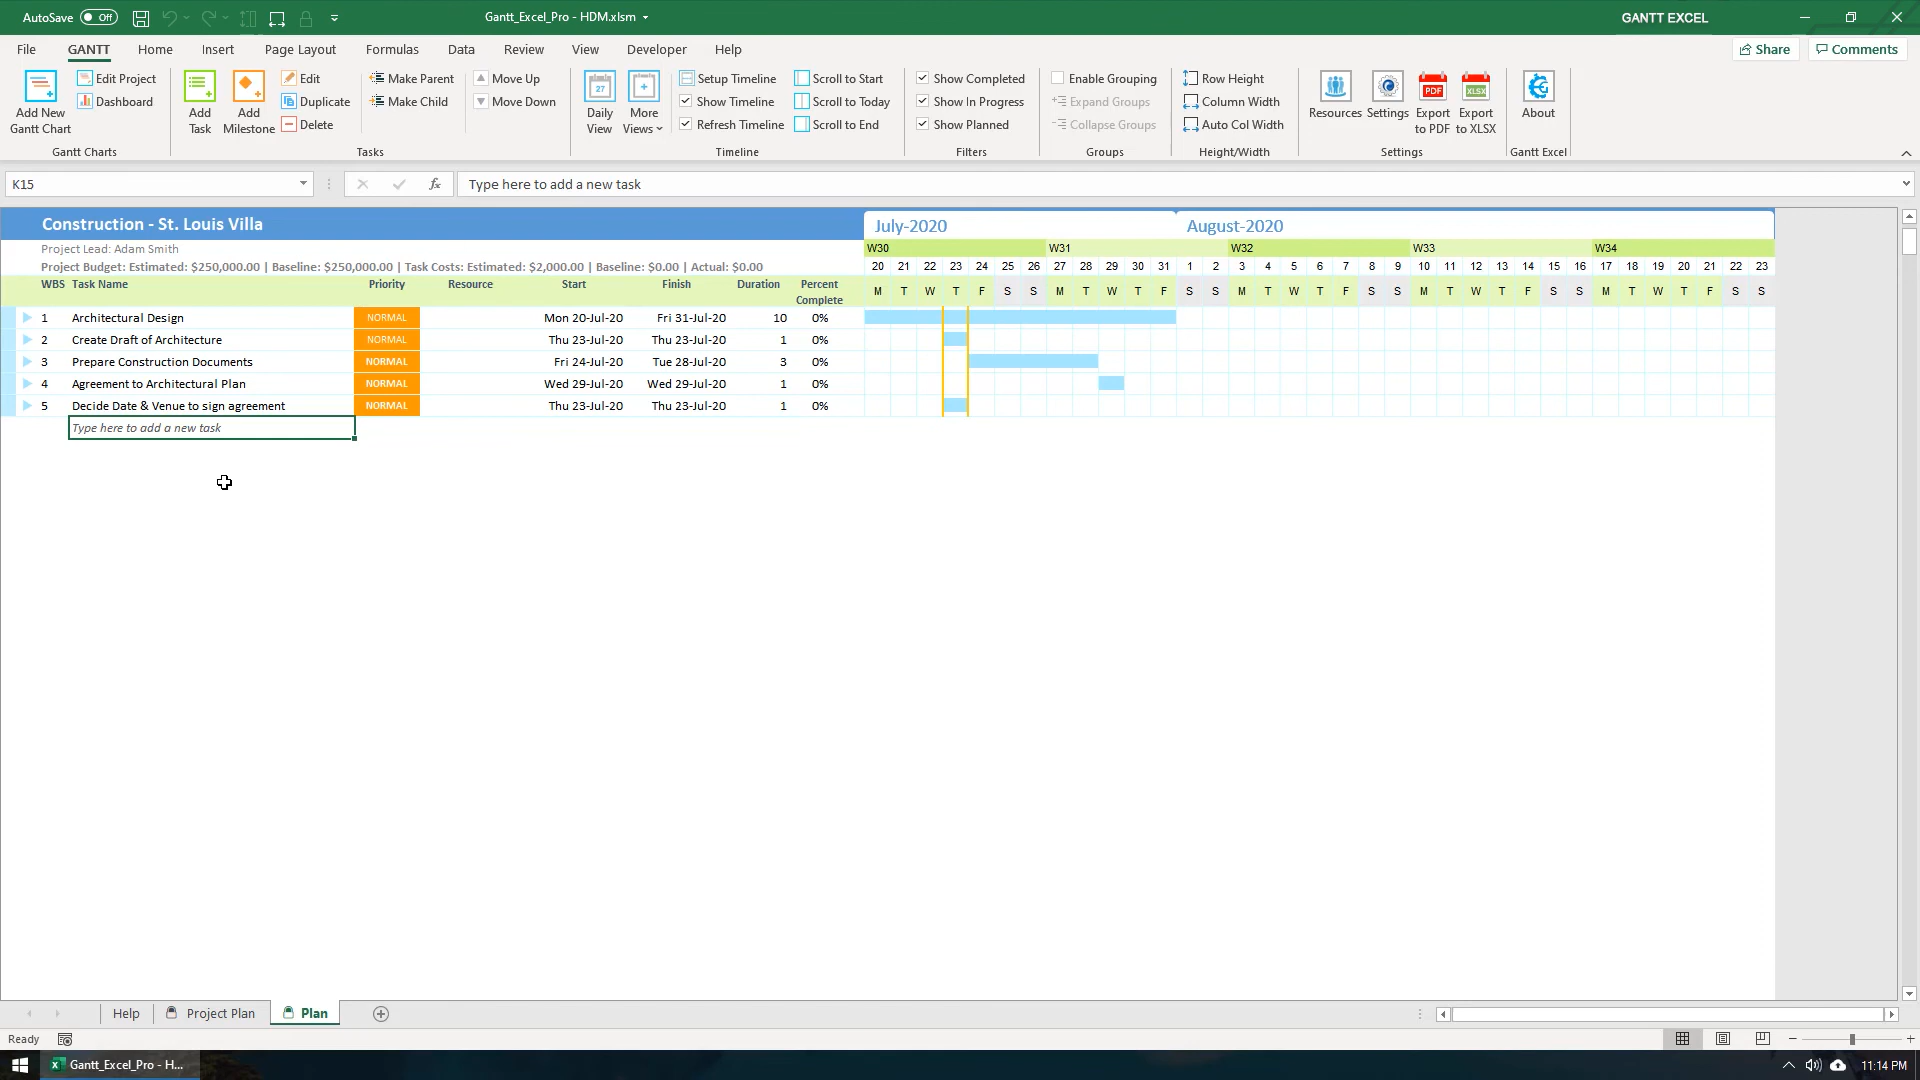 AutoSave Off Gantt_Excel_Pro - HDM.xlsm GANTT EXCEL
File GANTT Home Insert Page Layout Formulas Data Review View Developer Help Share Comments
Add New Gantt Chart
Edit Project
Dashboard
Gantt Charts
Add Task
Add Milestone
Edit
Duplicate
Delete
Make Parent
Make Child
Move Up
Move Down
Tasks
Daily View
27
More Views
Setup Timeline
Show Timeline
Refresh Timeline
Scroll to Start
Scroll to Today
Scroll to End
Timeline
Show Completed
Show In Progress
Show Planned
Filters
Enable Grouping
Expand Groups
Collapse Groups
Groups
Row Height
Column Width
Auto Col Width
Height/Width
Resources
Settings
PDF
Export to PDF
XLSX
Export to XLSX
Settings
About
Gantt Excel
K15 fx Type here to add a new task
Construction - St. Louis Villa July-2020 August-2020
Project Lead: Adam Smith W30 W31 W32 W33 W34
Project Budget: Estimated: $250,000.00 | Baseline: $250,000.00 | Task Costs: Estimated: $2,000.00 | Baseline: $0.00 | Actual: $0.00 20 21 22 23 24 25 26 27 28 29 30 31 1 2 3 4 5 6 7 8 9 10 11 12 13 14 15 16 17 18 19 20 21 22 23
WBS Task Name Priority Resource Start Finish Duration Percent Complete M T W T F S S M T W T F S S M T W T F S S M T W T F S S M T W T F S S
1 Architectural Design NORMAL Mon 20-Jul-20 Fri 31-Jul-20 10 0%
2 Create Draft of Architecture NORMAL Thu 23-Jul-20 Thu 23-Jul-20 1 0%
3 Prepare Construction Documents NORMAL Fri 24-Jul-20 Tue 28-Jul-20 3 0%
4 Agreement to Architectural Plan NORMAL Wed 29-Jul-20 Wed 29-Jul-20 1 0%
5 Decide Date & Venue to sign agreement NORMAL Thu 23-Jul-20 Thu 23-Jul-20 1 0%
Type here to add a new task
Help Project Plan Plan
Ready
Gantt_Excel_Pro - H... 11:14 PM